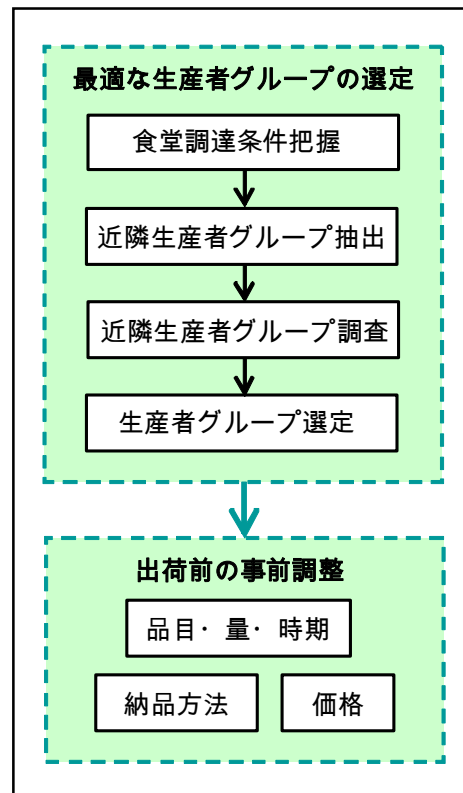 最適な生産者グループの選定
食堂調達条件把握
近隣生産者グループ抽出
近隣生産者グループ調査
生産者グループ選定
出荷前の事前調整
品目・量・時期
納品方法
価格